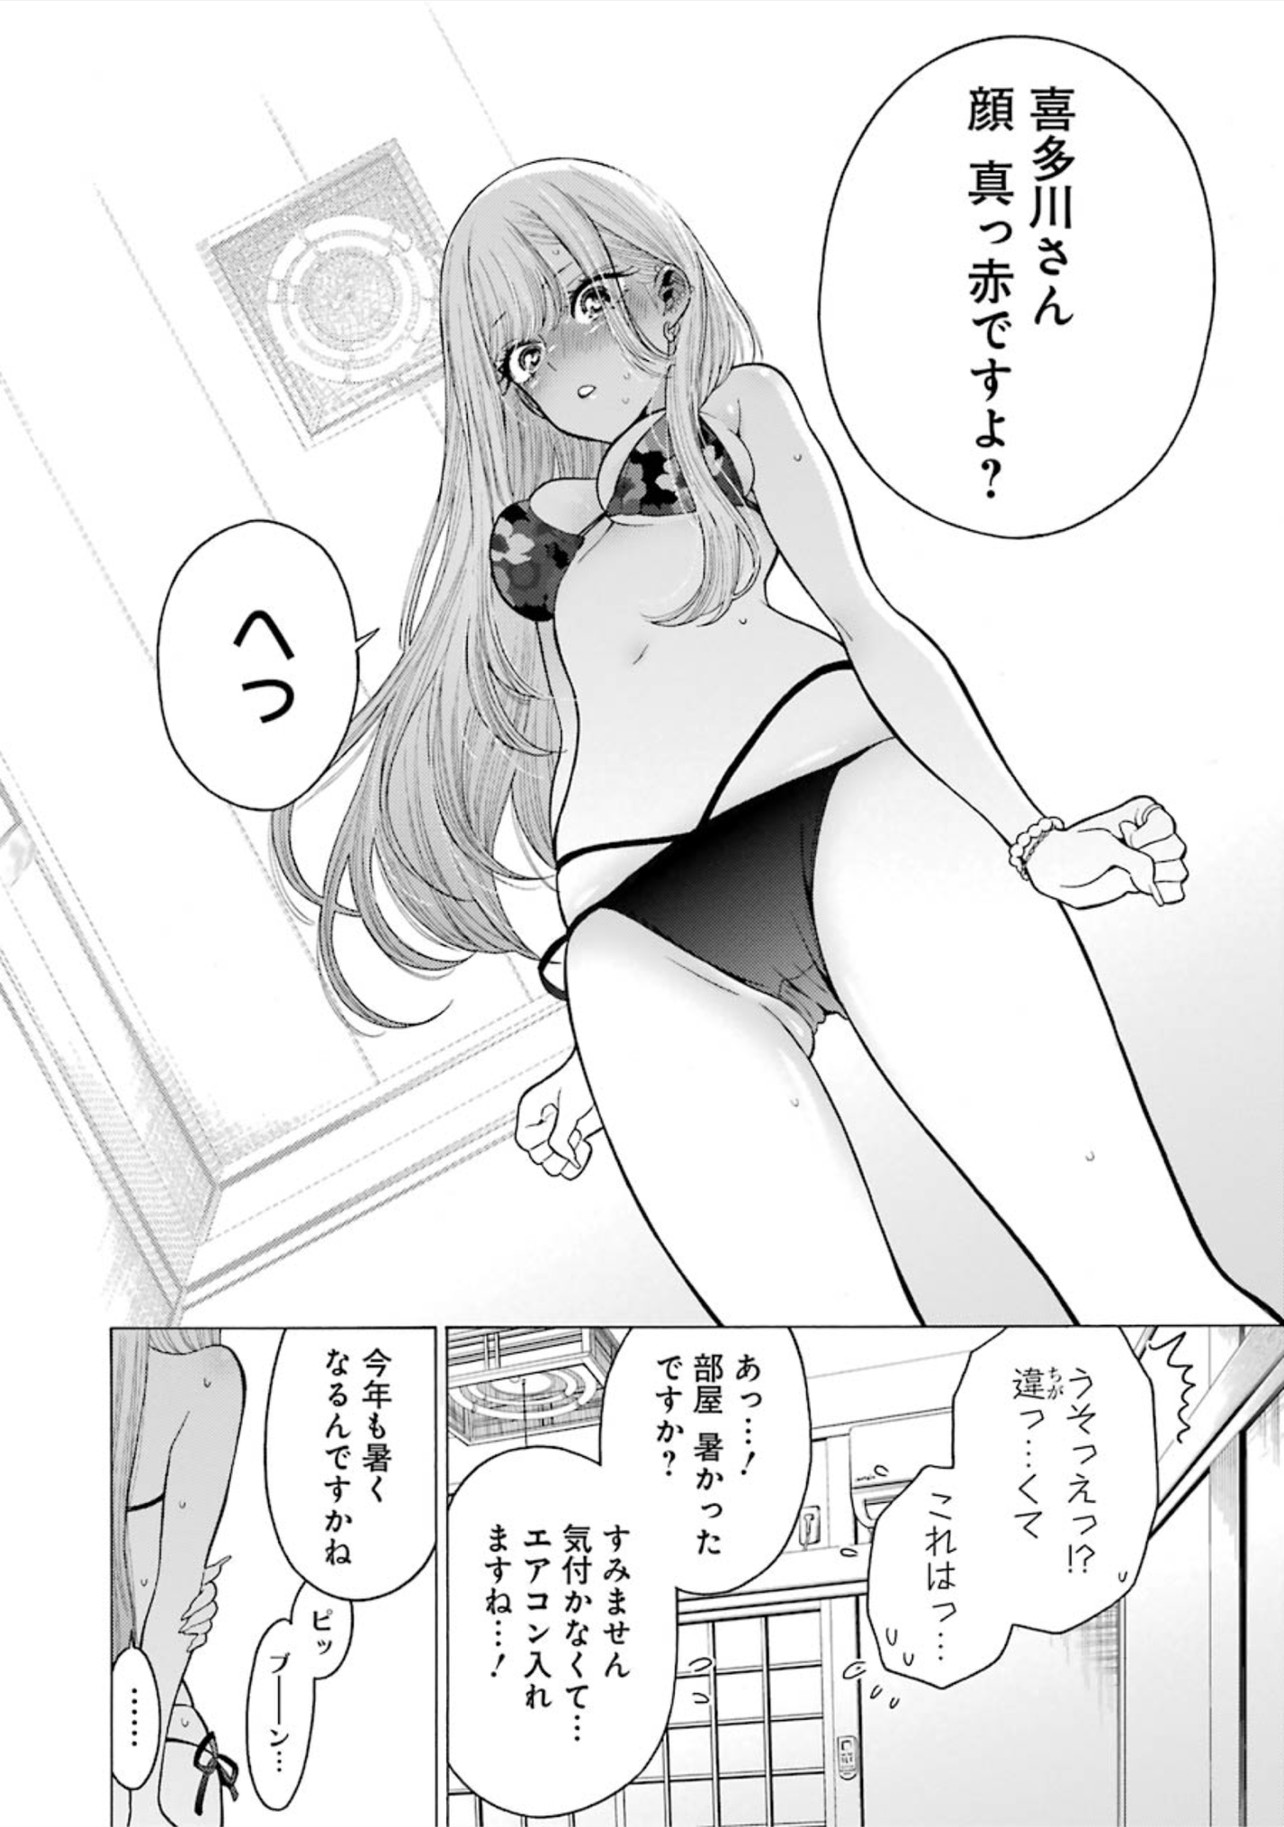 喜多川さん
顔 真っ赤ですよ?
へっ
うそっえっ!?
違っ…くて
ちが
これはっ…
あっ…!
部屋 暑かった
ですか?
すみません
気付かなくて…
エアコン入れ
ますね…!
今年も暑く
なるんですかね
ピッ
ブーーン…
……